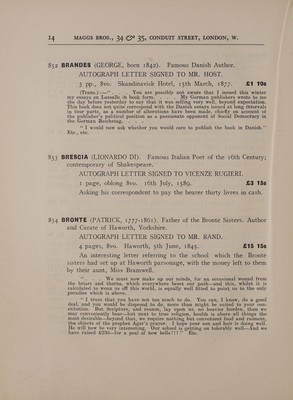 14 MAGGS BROS., 34 & 35, CONDUIT STREET, LONDON, W.
852 BRANDES (GEORGE, born 1842). Famous Danish Author.
AUTOGRAPH LETTER SIGNED TO MR. HOST.
3 pp., 8vo. Skandinavisk Hotel, 15th March, 1877. £1 10s
(Trans.):—" . . . . You are possibly not aware that I issued this winter
my essays on Lassalle in book form. . . . . My German publishers wrote to me
the day before yesterday to say that it was selling very well, beyond expectation.
This book does not quite correspond with the Danish essays issued at long intervals
in four parts, as a number of alterations have been made, chiefly on account of
the publisher's political position as a passionate opponent of Social Democracy in
the German Reichstag. . . .
" I would now ask whether you would care to publish the book in Danish."
Etc., etc.
853 BRESCIA (LIONARDO DI). Famous Italian Poet of the 16th Century;
contemporary of Shakespeare.
AUTOGRAPH LETTER SIGNED TO VICENZE RUGIERI.
1 page, oblong 8vo. 16th July, 1589. £3 15s
Asking his correspondent to pay the bearer thirty lives in cash.
854 BRONTE (PATRICK, 1777-1861). Father of the Bronte Sisters. Author
and Curate of Haworth, Yorkshire.
AUTOGRAPH LETTER SIGNED TO MR. RAND.
4 pages, 8vo. Haworth, 5th June, 1845. £15 15s
An interesting letter referring to the school which the Bronte
sisters had set up at Haworth parsonage, with the money left to them
by their aunt, Miss Branwell.
" . . . . We must now make up our minds, for an occasional wound from
the briars and thorns, which everywhere beset our path—and this, whilst it is
calculated to wean us off this world, is equally well fitted to point us to the only
paradise which is above.
" I trust that you have not too much to do. You can, I know, do a good
deal, and you would be disposed to do, more than might be suited to your con-
stitution. But Scripture, and reason, lay upon us, no heavier burden, than we
may conveniently bear—but next to true religion, health is above all things the
most desirable—beyond that, we require nothing but convenient food and raiment,
the objects of the prophet Agar's prayer. I hope your son and heir is doing well.
He will now be very interesting. Our school is getting on tolerably well—And we
have raised £230—for a peal of new bells!!! " Etc.